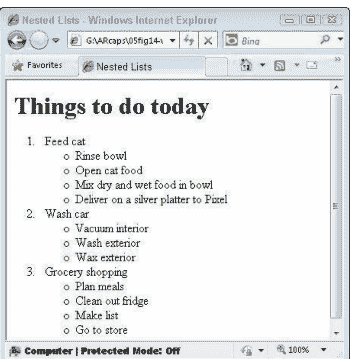 Nested Lists - Windows Internet Explorer
Bing
Favorites
Nested Lists
Things to do today
1. Feed cat
o Rinse bowl
o Open cat food
o Mix dry and wet food in bowl
o Deliver on a silver platter to Pixel
2. Wash car
o Vacuum interior
o Wash exterior
o Wax exterior
3. Grocery shopping
o Plan meals
o Clean out fridge
o Make list
o Go to store
Computer | Protected Mode: Off
100%